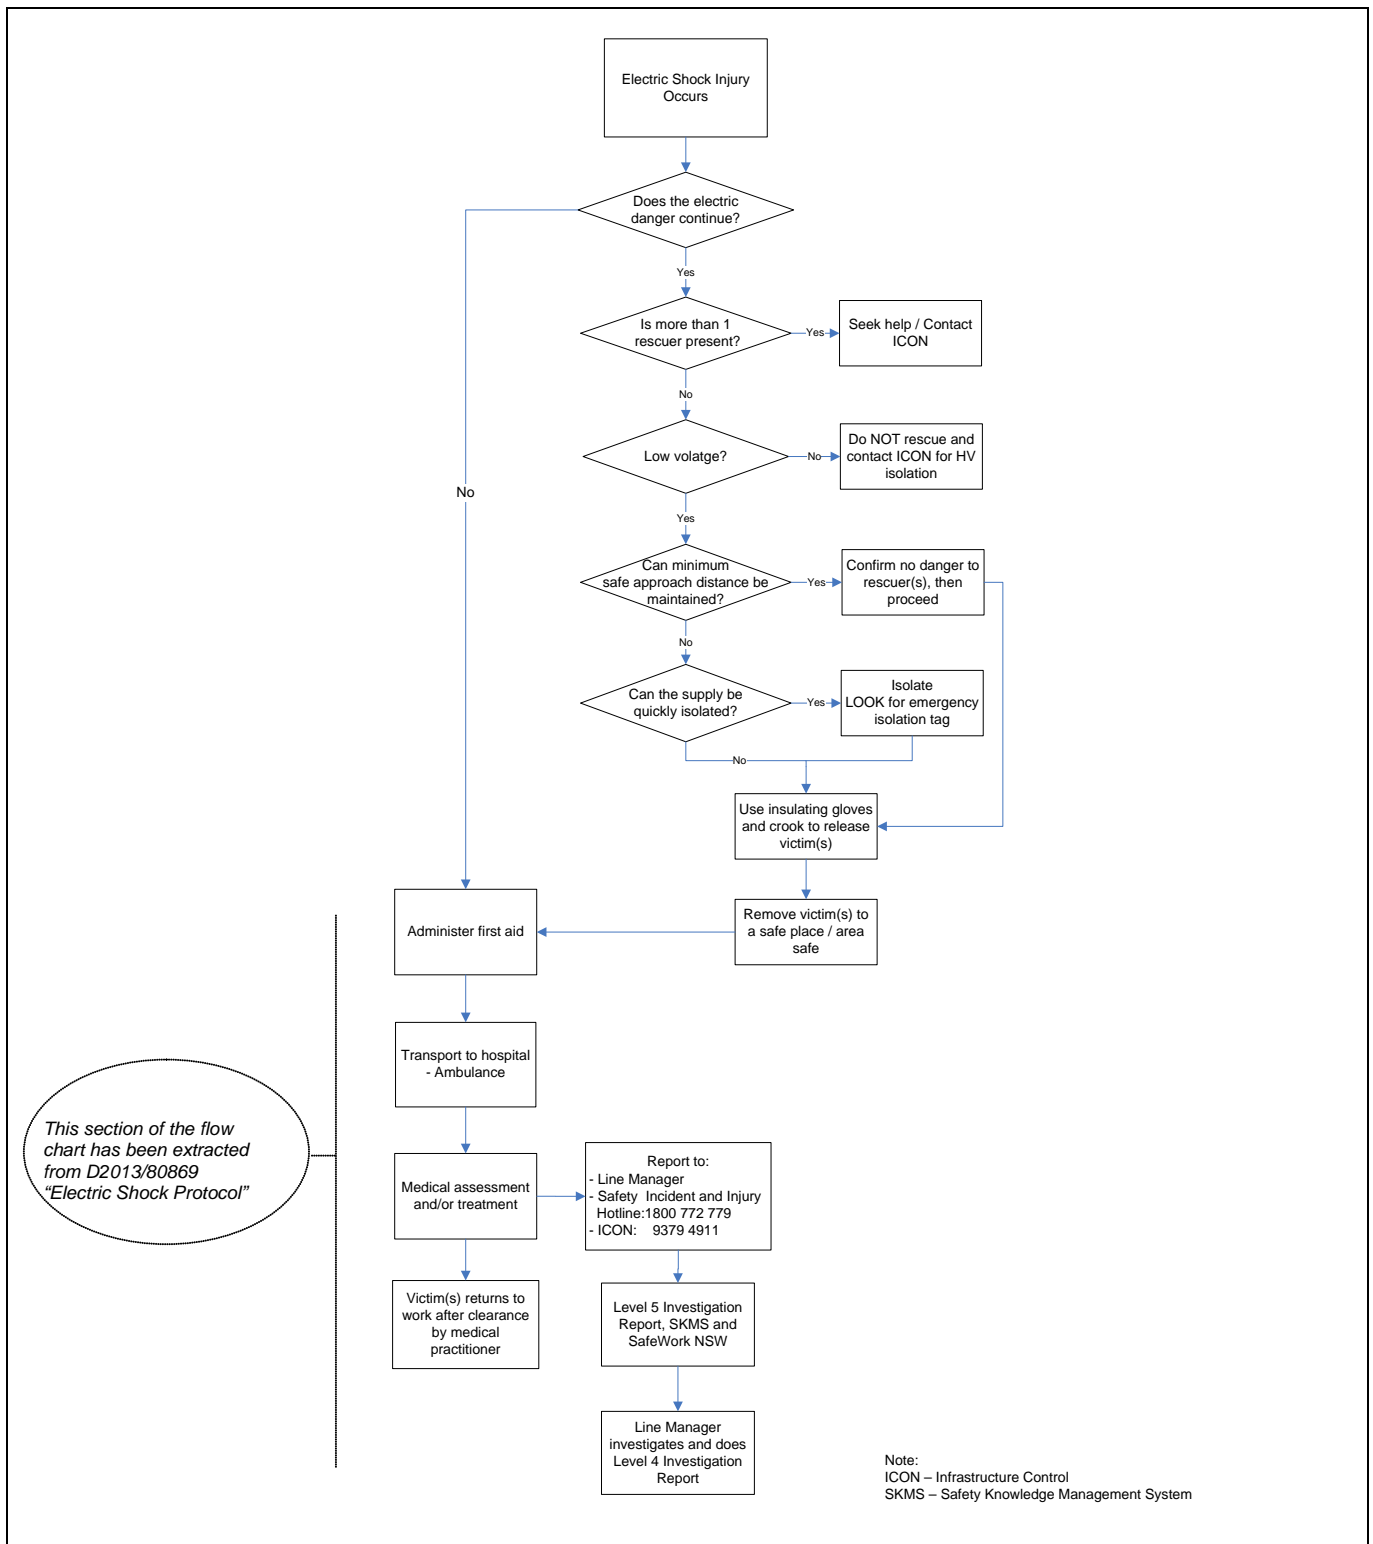 Electric Shock Injury
Occurs
Does the electric
danger continue?
Yes
Is more than 1
rescuer present?
Yes
Seek help / Contact
ICON
No
Low volatge?
No
Do NOT rescue and
contact ICON for HV
isolation
No
Yes
Can minimum
safe approach distance be
maintained?
Yes
Confirm no danger to
rescuer(s), then
proceed
No
Can the supply be
quickly isolated?
Yes
Isolate
LOOK for emergency
isolation tag
No
Use insulating gloves
and crook to release
victim(s)
Remove victim(s) to
a safe place / area
safe
Administer first aid
Transport to hospital
- Ambulance
This section of the flow
chart has been extracted
from D2013/80869
“Electric Shock Protocol”
Medical assessment
and/or treatment
Report to:
- Line Manager
- Safety Incident and Injury
Hotline:1800 772 779
- ICON: 9379 4911
Victim(s) returns to
work after clearance
by medical
practitioner
Level 5 Investigation
Report, SKMS and
SafeWork NSW
Line Manager
investigates and does
Level 4 Investigation
Report
Note:
ICON – Infrastructure Control
SKMS – Safety Knowledge Management System